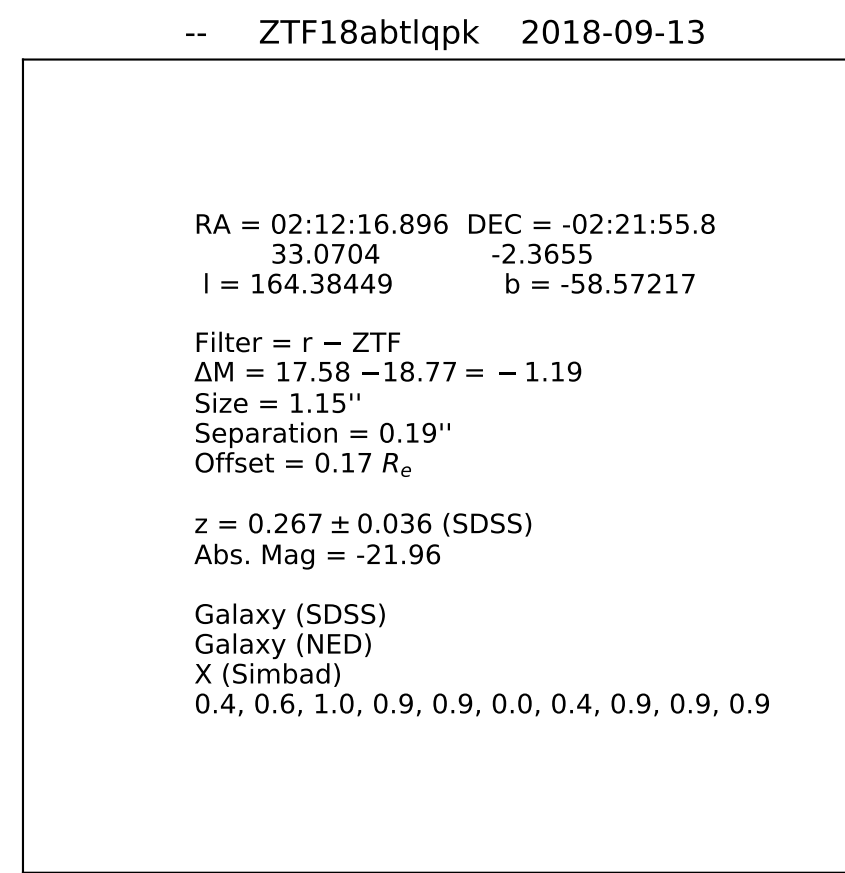 -- ZTF18abtlqpk 2018-09-13
RA = 02:12:16.896 DEC = -02:21:55.8
33.0704 -2.3655
l = 164.38449 b = -58.57217
Filter = r − ZTF
ΔM = 17.58 −18.77 = − 1.19
Size = 1.15''
Separation = 0.19''
Offset = 0.17 Re
z = 0.267 ± 0.036 (SDSS)
Abs. Mag = -21.96
Galaxy (SDSS)
Galaxy (NED)
X (Simbad)
0.4, 0.6, 1.0, 0.9, 0.9, 0.0, 0.4, 0.9, 0.9, 0.9